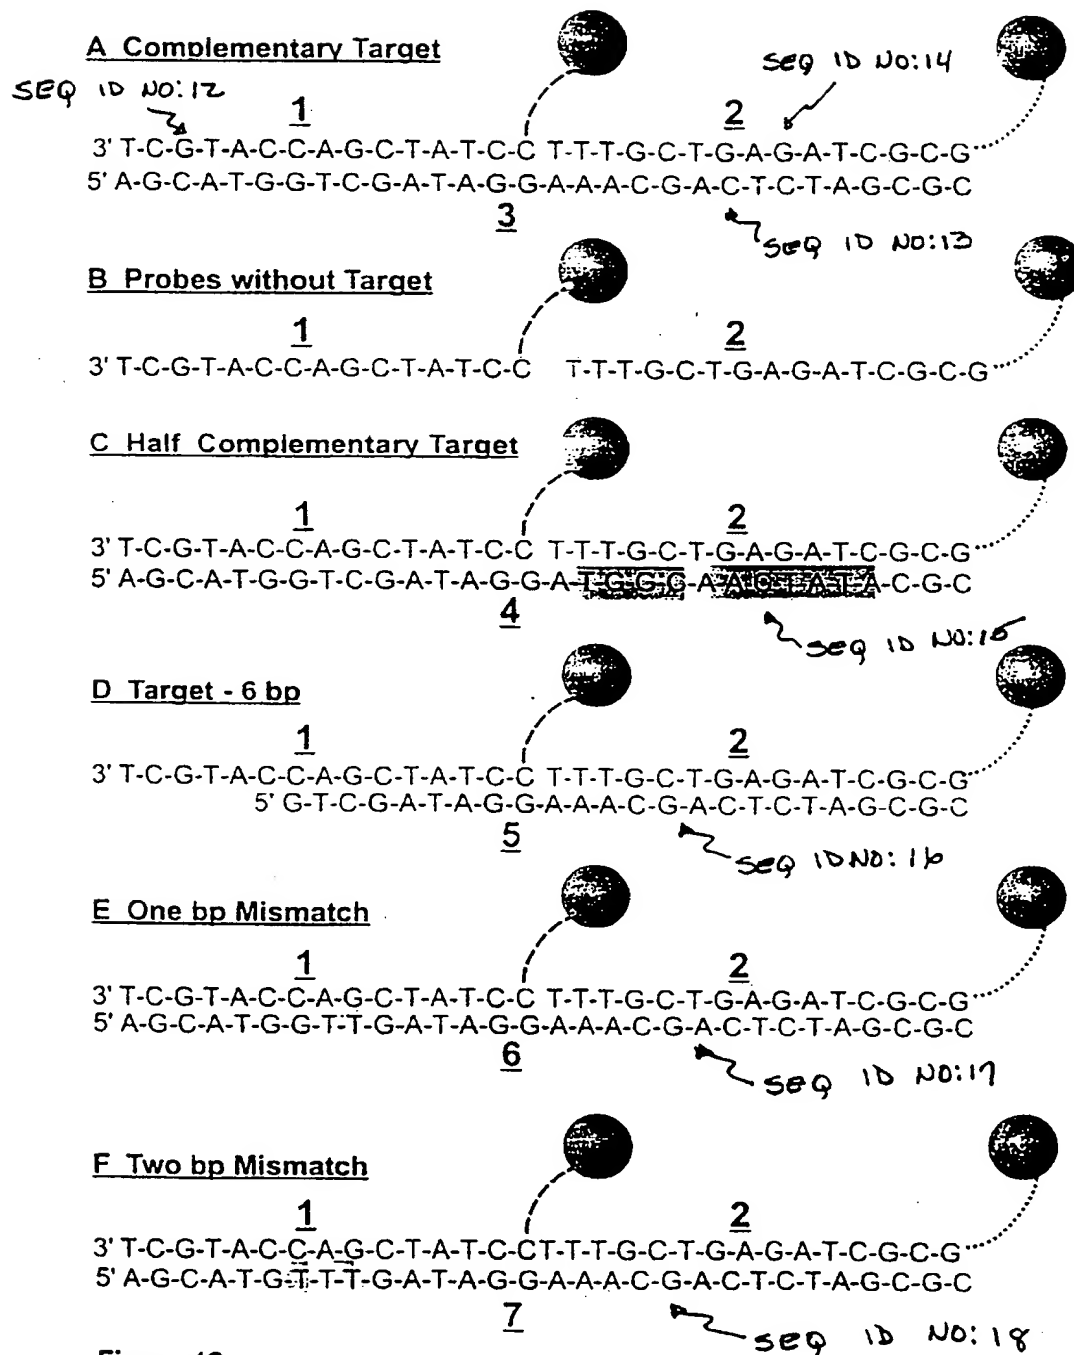 A Complementary Target
SEQ ID NO:12
SEQ ID NO:14
1
2
3' T-C-G-T-A-C-C-A-G-C-T-A-T-C-C T-T-T-G-C-T-G-A-G-A-T-C-G-C-G
5' A-G-C-A-T-G-G-T-C-G-A-T-A-G-G-A-A-A-C-G-A-C-T-C-T-A-G-C-G-C
3
SEQ ID NO:13
B Probes without Target
1
2
3' T-C-G-T-A-C-C-A-G-C-T-A-T-C-C T-T-T-G-C-T-G-A-G-A-T-C-G-C-G
C Half Complementary Target
1
2
3' T-C-G-T-A-C-C-A-G-C-T-A-T-C-C T-T-T-G-C-T-G-A-G-A-T-C-G-C-G
5' A-G-C-A-T-G-G-T-C-G-A-T-A-G-G-A-T-G-G-C-A-A-C-T-A-T-A-C-G-C
4
SEQ ID NO:15
D Target - 6 bp
1
2
3' T-C-G-T-A-C-C-A-G-C-T-A-T-C-C T-T-T-G-C-T-G-A-G-A-T-C-G-C-G
5' G-T-C-G-A-T-A-G-G-A-A-A-C-G-A-C-T-C-T-A-G-C-G-C
5
SEQ ID NO:16
E One bp Mismatch
1
2
3' T-C-G-T-A-C-C-A-G-C-T-A-T-C-C T-T-T-G-C-T-G-A-G-A-T-C-G-C-G
5' A-G-C-A-T-G-G-T-T-G-A-T-A-G-G-A-A-A-C-G-A-C-T-C-T-A-G-C-G-C
6
SEQ ID NO:17
F Two bp Mismatch
1
2
3' T-C-G-T-A-C-C-A-G-C-T-A-T-C-C-T-T-T-G-C-T-G-A-G-A-T-C-G-C-G
5' A-G-C-A-T-G-T-T-T-G-A-T-A-G-G-A-A-A-C-G-A-C-T-C-T-A-G-C-G-C
7
SEQ ID NO:18